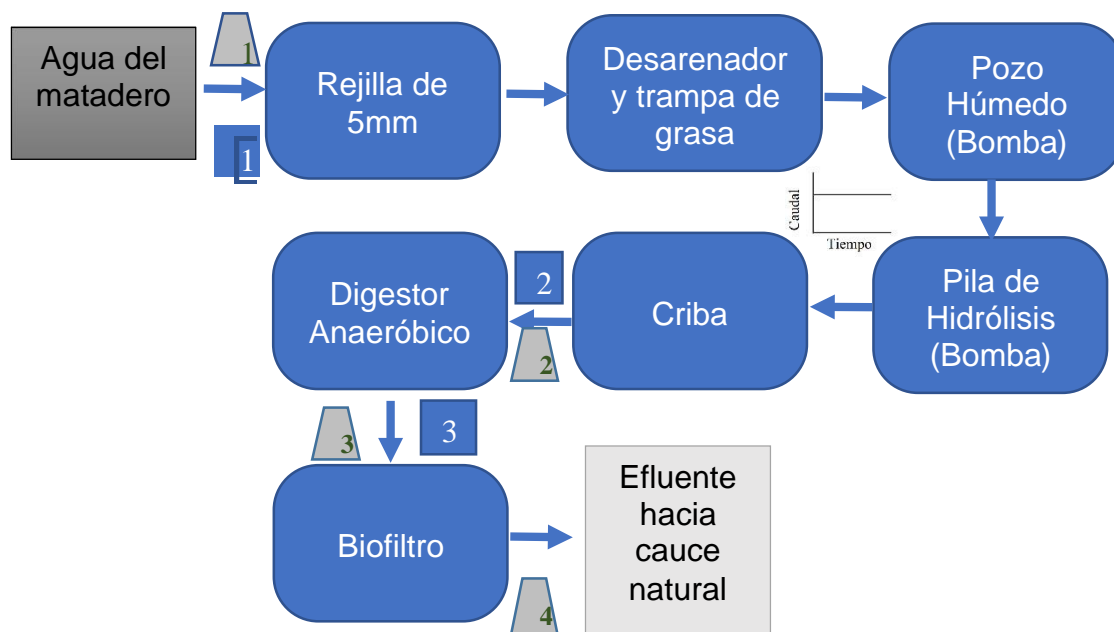 Agua del
matadero
1
1
Rejilla de
5mm
Desarenador
y trampa de
grasa
Pozo
Húmedo
(Bomba)
Caudal
Tiempo
Pila de
Hidrólisis
(Bomba)
Criba
2
2
Digestor
Anaeróbico
3
3
Biofiltro
4
Efluente
hacia
cauce
natural